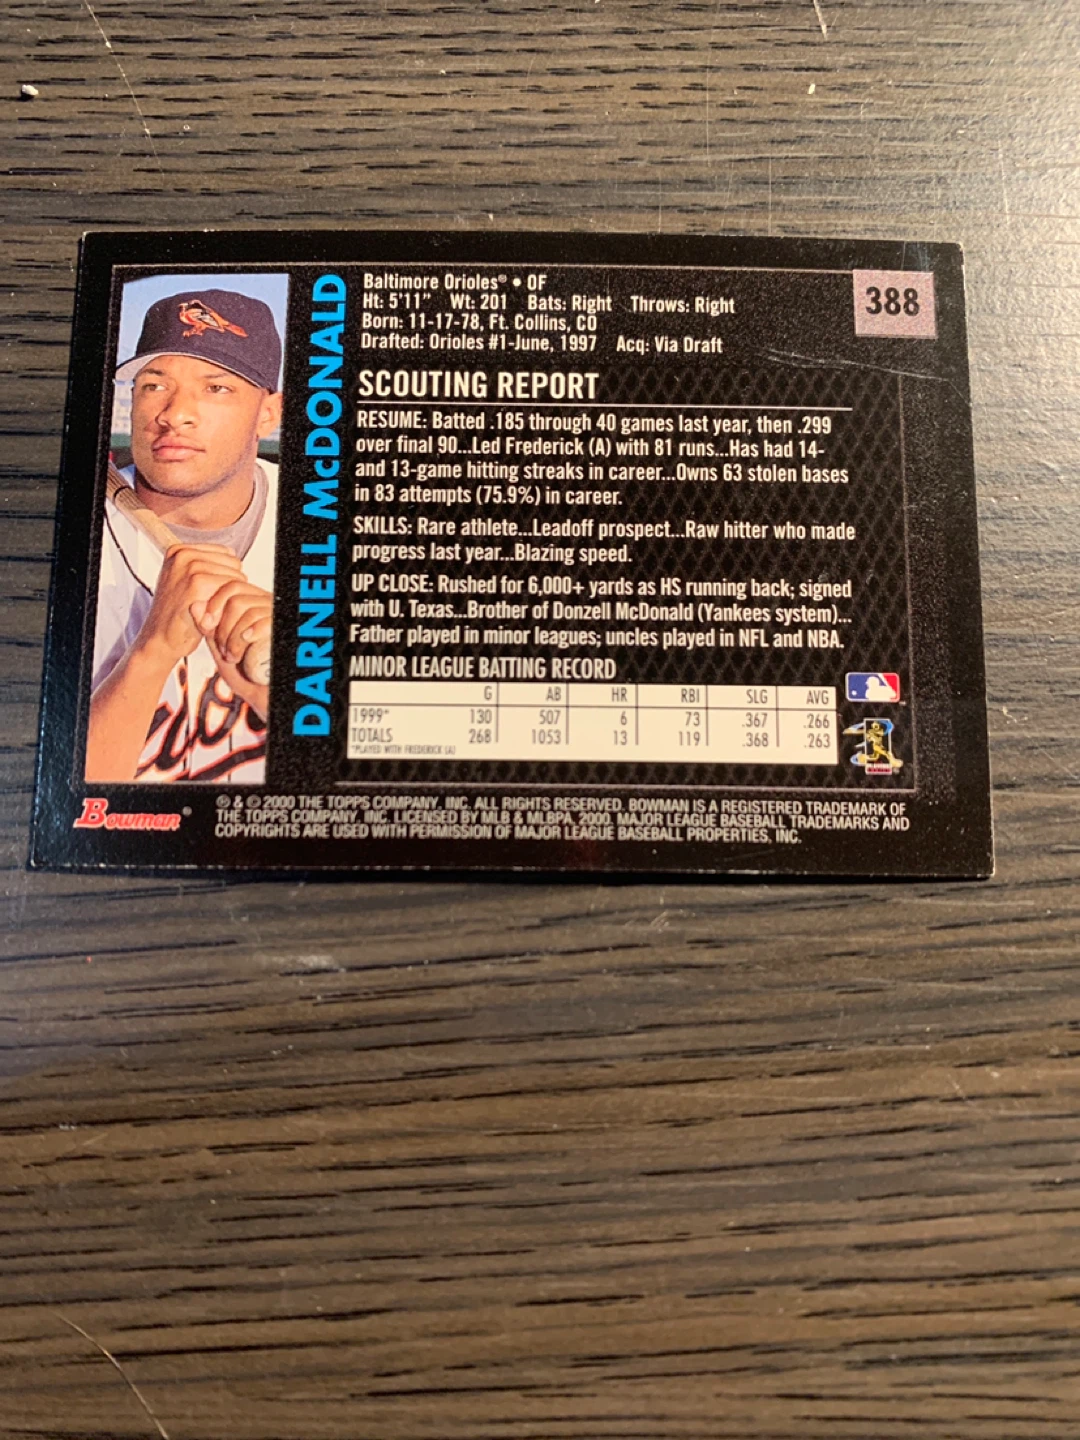 DARNELL McDONALD
Baltimore Orioles® • OF
Ht: 5'11" Wt: 201 Bats: Right Throws: Right
Born: 11-17-78, Ft. Collins, CO
Drafted: Orioles #1-June, 1997 Acq: Via Draft
388
SCOUTING REPORT
RESUME: Batted .185 through 40 games last year, then .299
over final 90...Led Frederick (A) with 81 runs...Has had 14-
and 13-game hitting streaks in career...Owns 63 stolen bases
in 83 attempts (75.9%) in career.
SKILLS: Rare athlete...Leadoff prospect...Raw hitter who made
progress last year...Blazing speed.
UP CLOSE: Rushed for 6,000+ yards as HS running back; signed
with U. Texas...Brother of Donzell McDonald (Yankees system)...
Father played in minor leagues; uncles played in NFL and NBA.
MINOR LEAGUE BATTING RECORD
G AB HR RBI SLG AVG
1999* 130 507 6 73 .367 .266
TOTALS 268 1053 13 119 .368 .263
*PLAYED WITH FREDERICK (A)
Bowman®
® & © 2000 THE TOPPS COMPANY, INC. ALL RIGHTS RESERVED. BOWMAN IS A REGISTERED TRADEMARK OF
THE TOPPS COMPANY, INC. LICENSED BY MLB & MLBPA, 2000. MAJOR LEAGUE BASEBALL TRADEMARKS AND
COPYRIGHTS ARE USED WITH PERMISSION OF MAJOR LEAGUE BASEBALL PROPERTIES, INC.